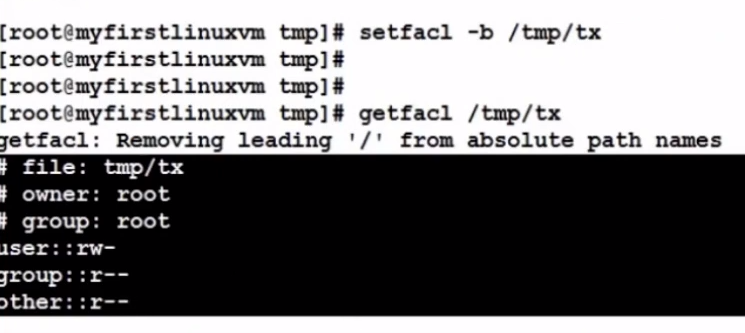 [root@myfirstlinuxvm tmp]# setfacl -b /tmp/tx
[root@myfirstlinuxvm tmp]#
[root@myfirstlinuxvm tmp]#
[root@myfirstlinuxvm tmp]# getfacl /tmp/tx
getfacl: Removing leading '/' from absolute path names
# file: tmp/tx
# owner: root
# group: root
user::rw-
group::r--
other::r--